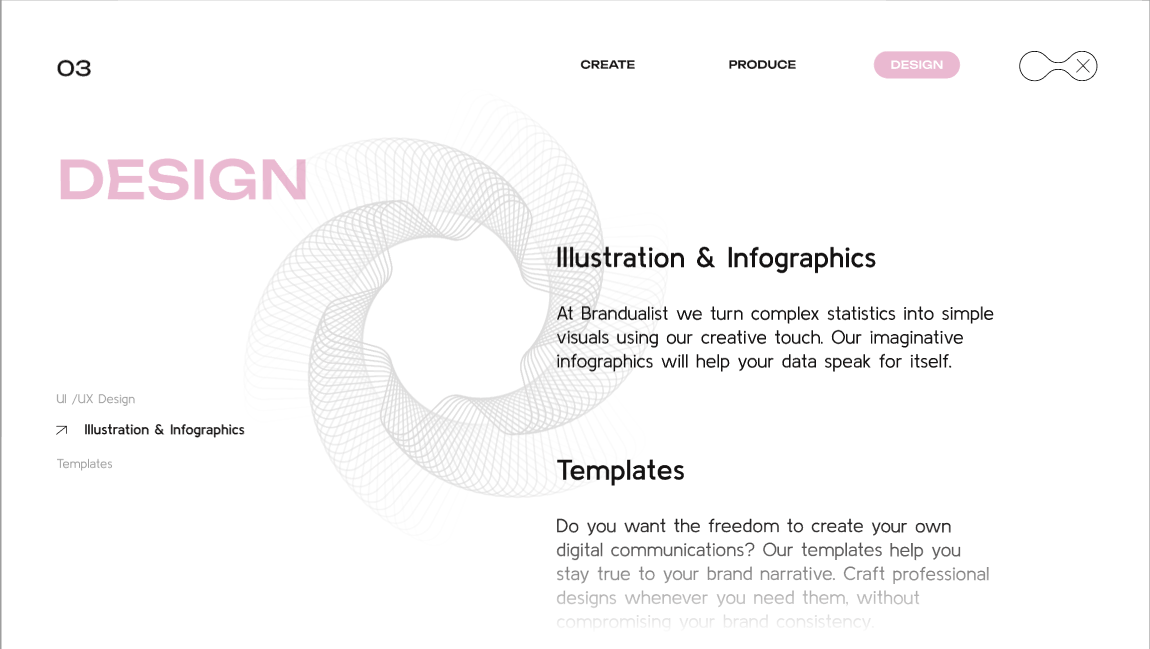 03
CREATE
PRODUCE
DESIGN
DESIGN
Illustration & Infographics
At Brandualist we turn complex statistics into simple
visuals using our creative touch. Our imaginative
infographics will help your data speak for itself.
UI /UX Design
Illustration & Infographics
Templates
Templates
Do you want the freedom to create your own
digital communications? Our templates help you
stay true to your brand narrative. Craft professional
designs whenever you need them, without
compromising your brand consistency.